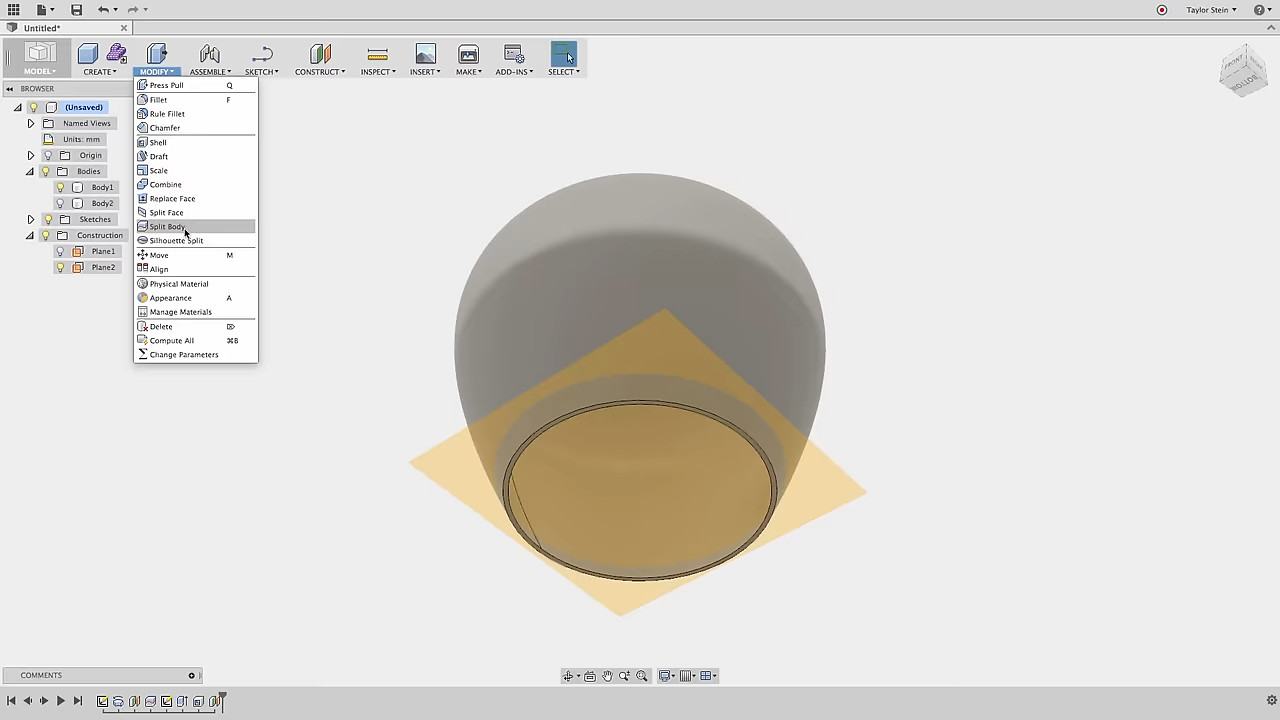 Taylor Stein
Untitled*
MODEL
CREATE
MODIFY
ASSEMBLE
SKETCH
CONSTRUCT
INSPECT
INSERT
MAKE
ADD-INS
SELECT
BROWSER
(Unsaved)
Named Views
Units: mm
Origin
Bodies
Body1
Body2
Sketches
Construction
Plane1
Plane2
Press Pull Q
Fillet F
Rule Fillet
Chamfer
Shell
Draft
Scale
Combine
Replace Face
Split Face
Split Body
Silhouette Split
Move M
Align
Physical Material
Appearance A
Manage Materials
Delete ⌦
Compute All ⌘B
Change Parameters
FRONT
BOTTOM
COMMENTS